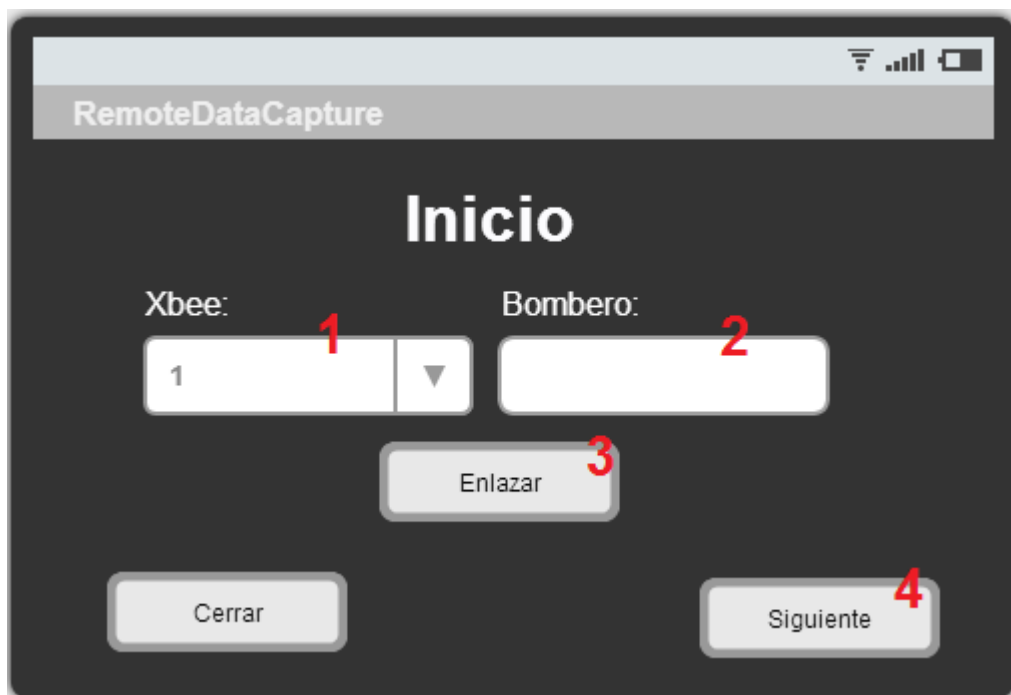 RemoteDataCapture
Inicio
Xbee: Bombero:
1 2
1
3
Enlazar
4
Cerrar Siguiente